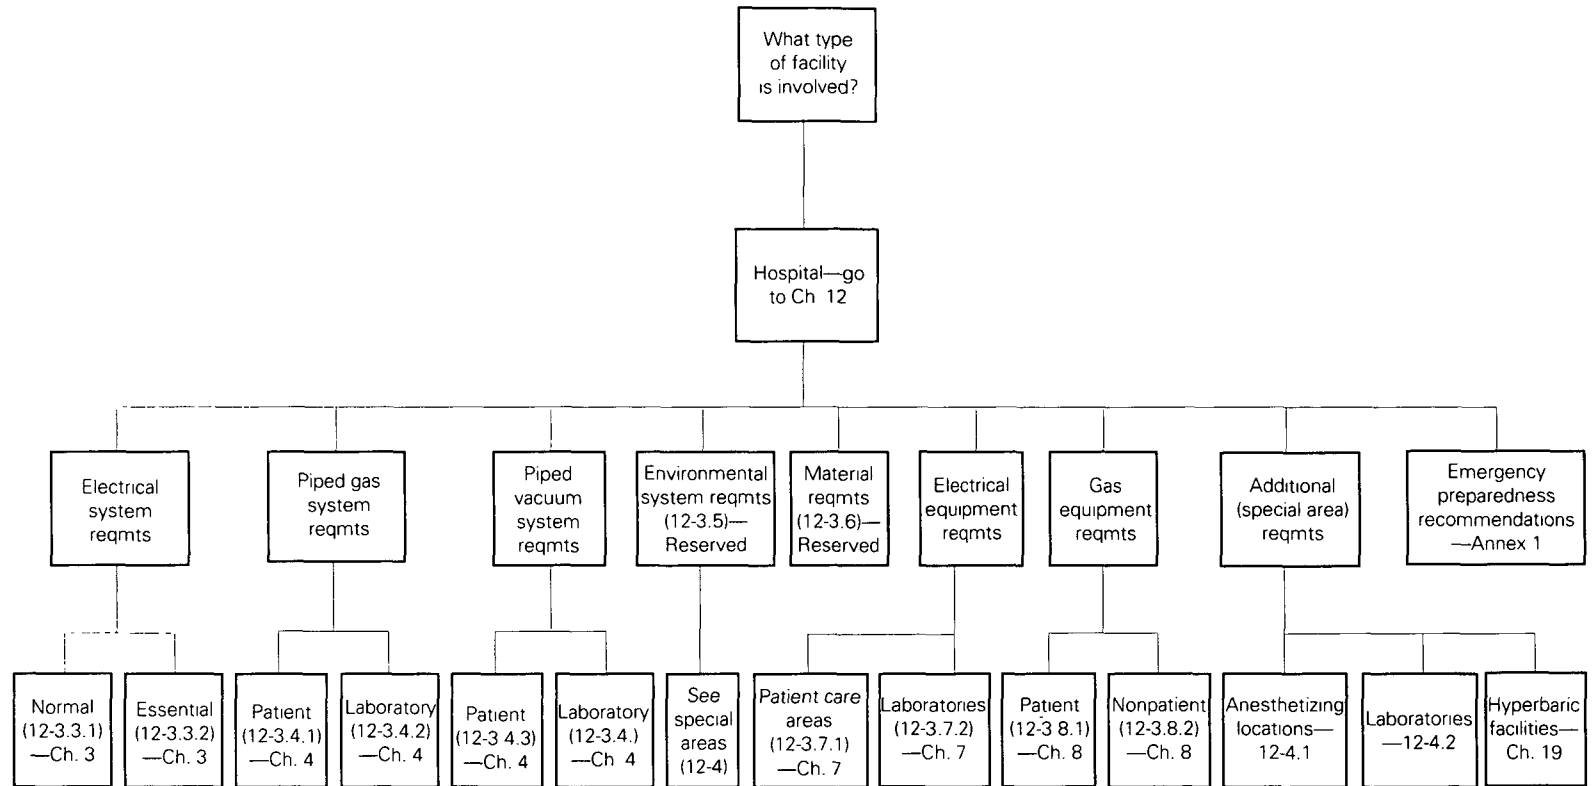 What type
of facility
is involved?
Hospital—go
to Ch 12
Electrical
system
reqmts
Piped gas
system
reqmts
Piped
vacuum
system
reqmts
Environmental
system reqmts
(12-3.5)—
Reserved
Material
reqmts
(12-3.6)—
Reserved
Electrical
equipment
reqmts
Gas
equipment
reqmts
Additional
(special area)
reqmts
Emergency
preparedness
recommendations
—Annex 1
Normal
(12-3.3.1)
—Ch. 3
Essential
(12-3.3.2)
—Ch. 3
Patient
(12-3.4.1)
—Ch. 4
Laboratory
(12-3.4.2)
—Ch. 4
Patient
(12-3 4.3)
—Ch. 4
Laboratory
(12-3.4.)
—Ch 4
See
special
areas
(12-4)
Patient care
areas
(12-3.7.1)
—Ch. 7
Laboratories
(12-3.7.2)
—Ch. 7
Patient
(12-3 8.1)
—Ch. 8
Nonpatient
(12-3.8.2)
—Ch. 8
Anesthetizing
locations—
12-4.1
Laboratories
—12-4.2
Hyperbaric
facilities—
Ch. 19